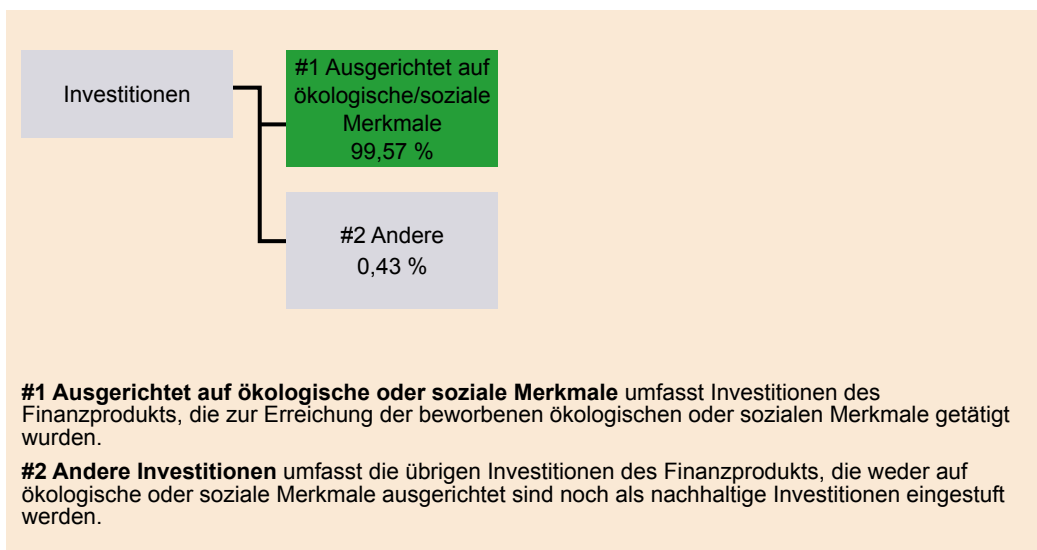 Investitionen
#1 Ausgerichtet auf
ökologische/soziale
Merkmale
99,57 %
#2 Andere
0,43 %
#1 Ausgerichtet auf ökologische oder soziale Merkmale umfasst Investitionen des
Finanzprodukts, die zur Erreichung der beworbenen ökologischen oder sozialen Merkmale getätigt
wurden.
#2 Andere Investitionen umfasst die übrigen Investitionen des Finanzprodukts, die weder auf
ökologische oder soziale Merkmale ausgerichtet sind noch als nachhaltige Investitionen eingestuft
werden.